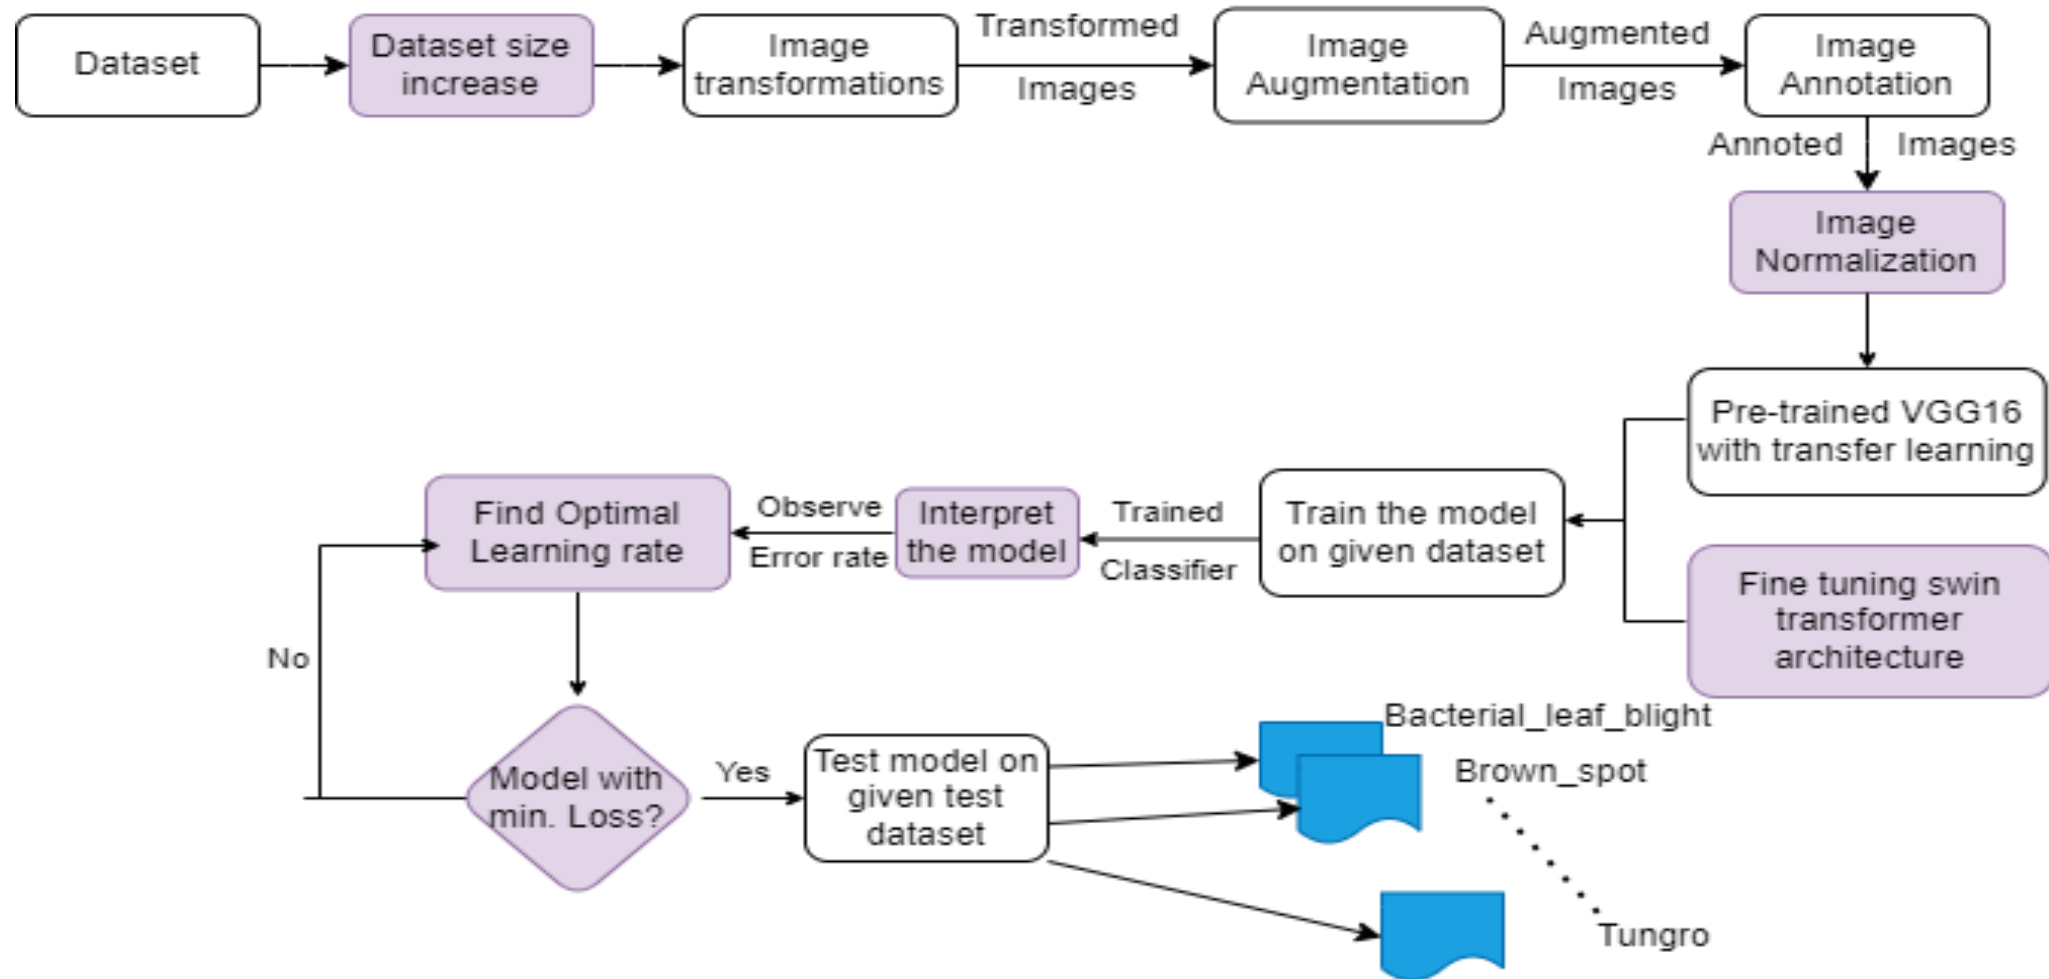 Dataset
Dataset size
increase
Image
transformations
Transformed
Images
Image
Augmentation
Augmented
Images
Image
Annotation
Annoted Images
Image
Normalization
Pre-trained VGG16
with transfer learning
Fine tuning swin
transformer
architecture
Train the model
on given dataset
Trained
Classifier
Interpret
the model
Observe
Error rate
Find Optimal
Learning rate
No
Model with
min. Loss?
Yes
Test model on
given test
dataset
Bacterial_leaf_blight
Brown_spot
Tungro